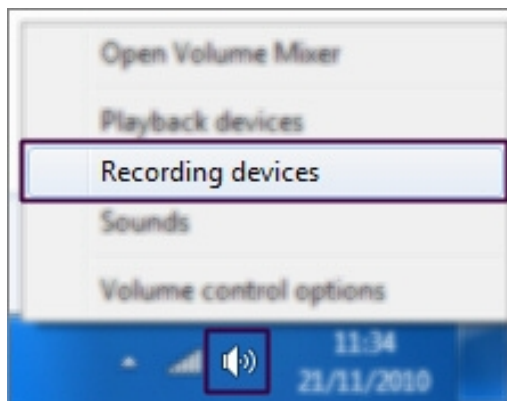 Open Volume Mixer
Playback devices
Recording devices
Sounds
Volume control options
11:34
21/11/2010